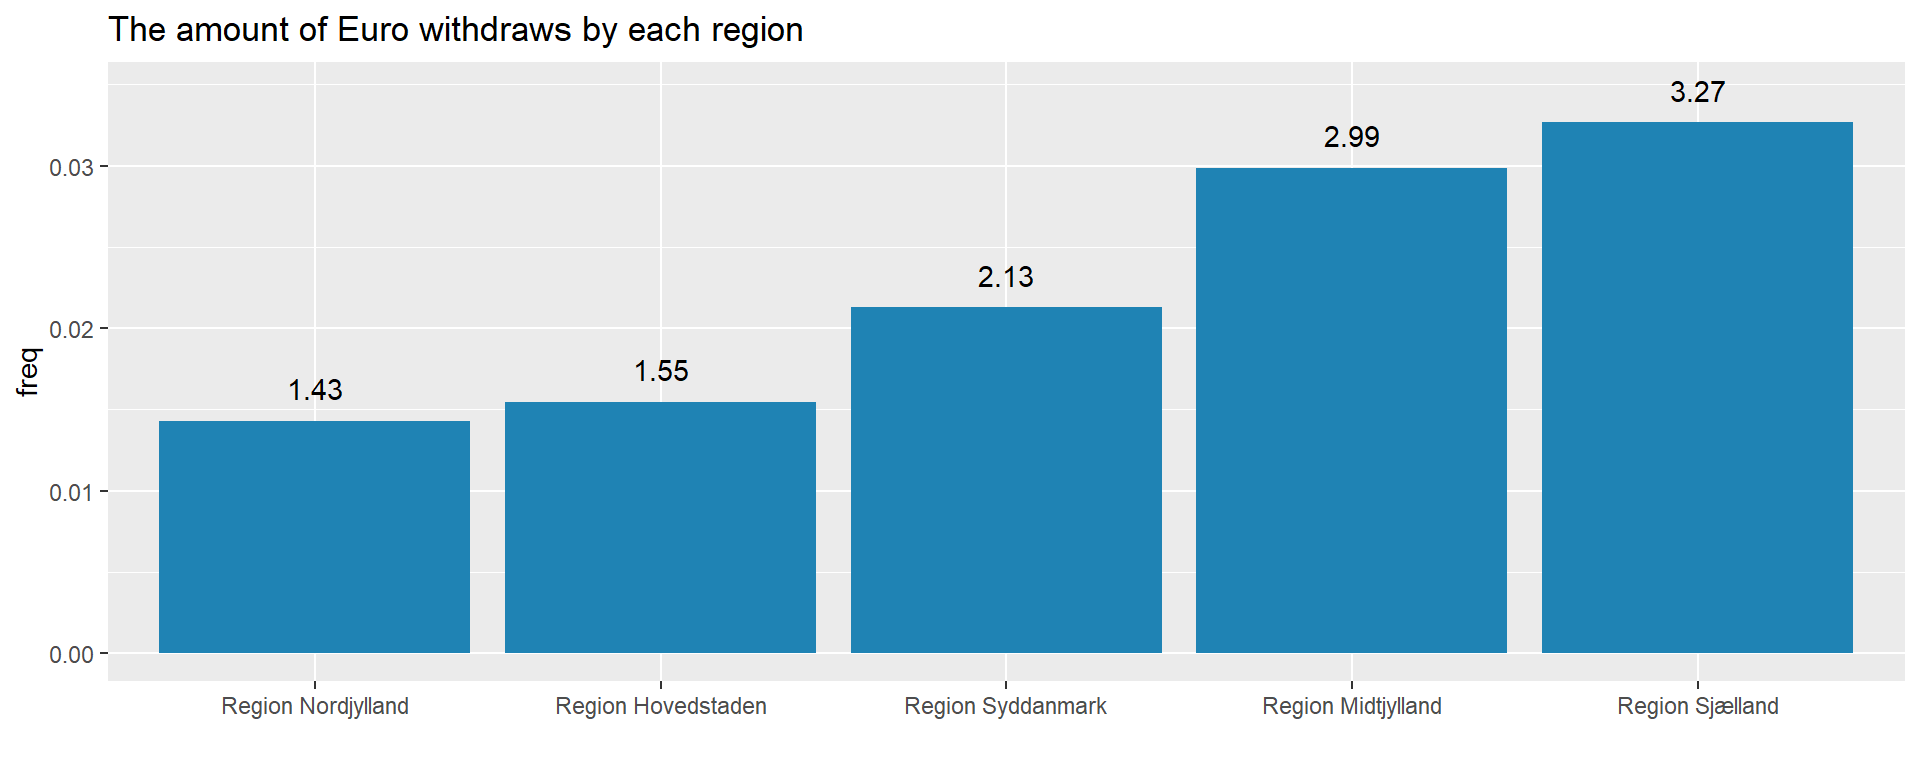 The amount of Euro withdraws by each region
freq
0.03
0.02
0.01
0.00
1.43
1.55
2.13
2.99
3.27
Region Nordjylland
Region Hovedstaden
Region Syddanmark
Region Midtjylland
Region Sjælland